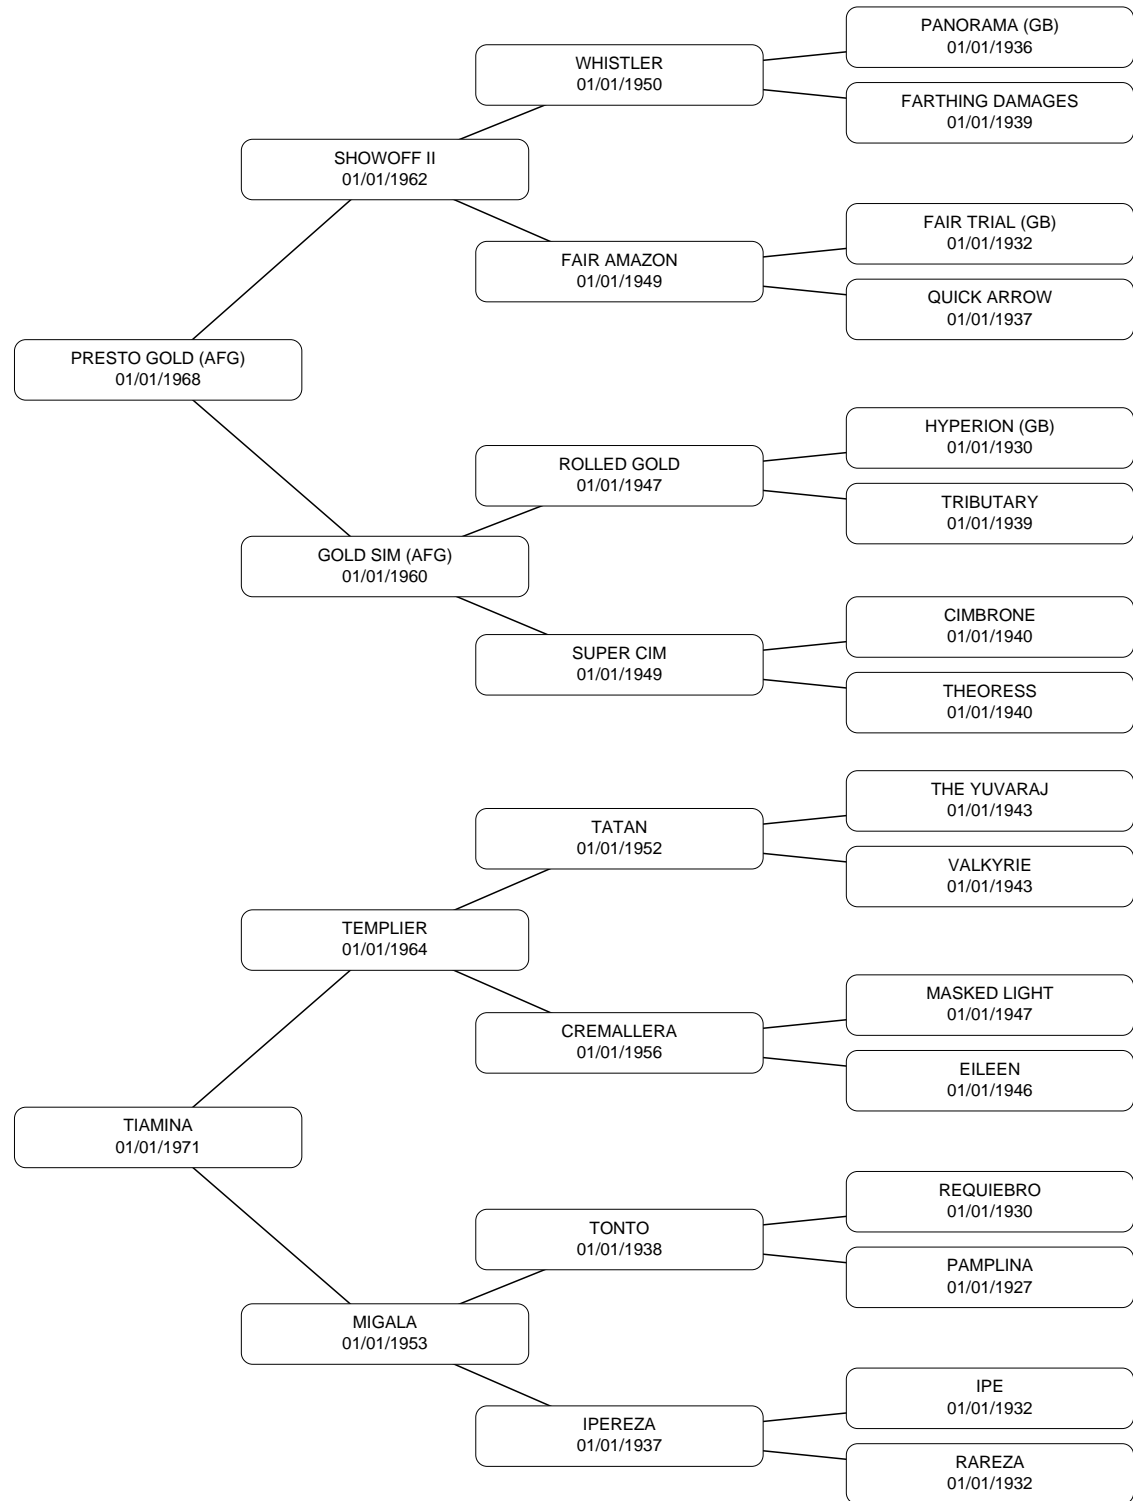 PANORAMA (GB)
01/01/1936
WHISTLER
01/01/1950
FARTHING DAMAGES
01/01/1939
SHOWOFF II
01/01/1962
FAIR TRIAL (GB)
01/01/1932
FAIR AMAZON
01/01/1949
QUICK ARROW
01/01/1937
PRESTO GOLD (AFG)
01/01/1968
HYPERION (GB)
01/01/1930
ROLLED GOLD
01/01/1947
TRIBUTARY
01/01/1939
GOLD SIM (AFG)
01/01/1960
CIMBRONE
01/01/1940
SUPER CIM
01/01/1949
THEORESS
01/01/1940
THE YUVARAJ
01/01/1943
TATAN
01/01/1952
VALKYRIE
01/01/1943
TEMPLIER
01/01/1964
MASKED LIGHT
01/01/1947
CREMALLERA
01/01/1956
EILEEN
01/01/1946
TIAMINA
01/01/1971
REQUIEBRO
01/01/1930
TONTO
01/01/1938
PAMPLINA
01/01/1927
MIGALA
01/01/1953
IPE
01/01/1932
IPEREZA
01/01/1937
RAREZA
01/01/1932